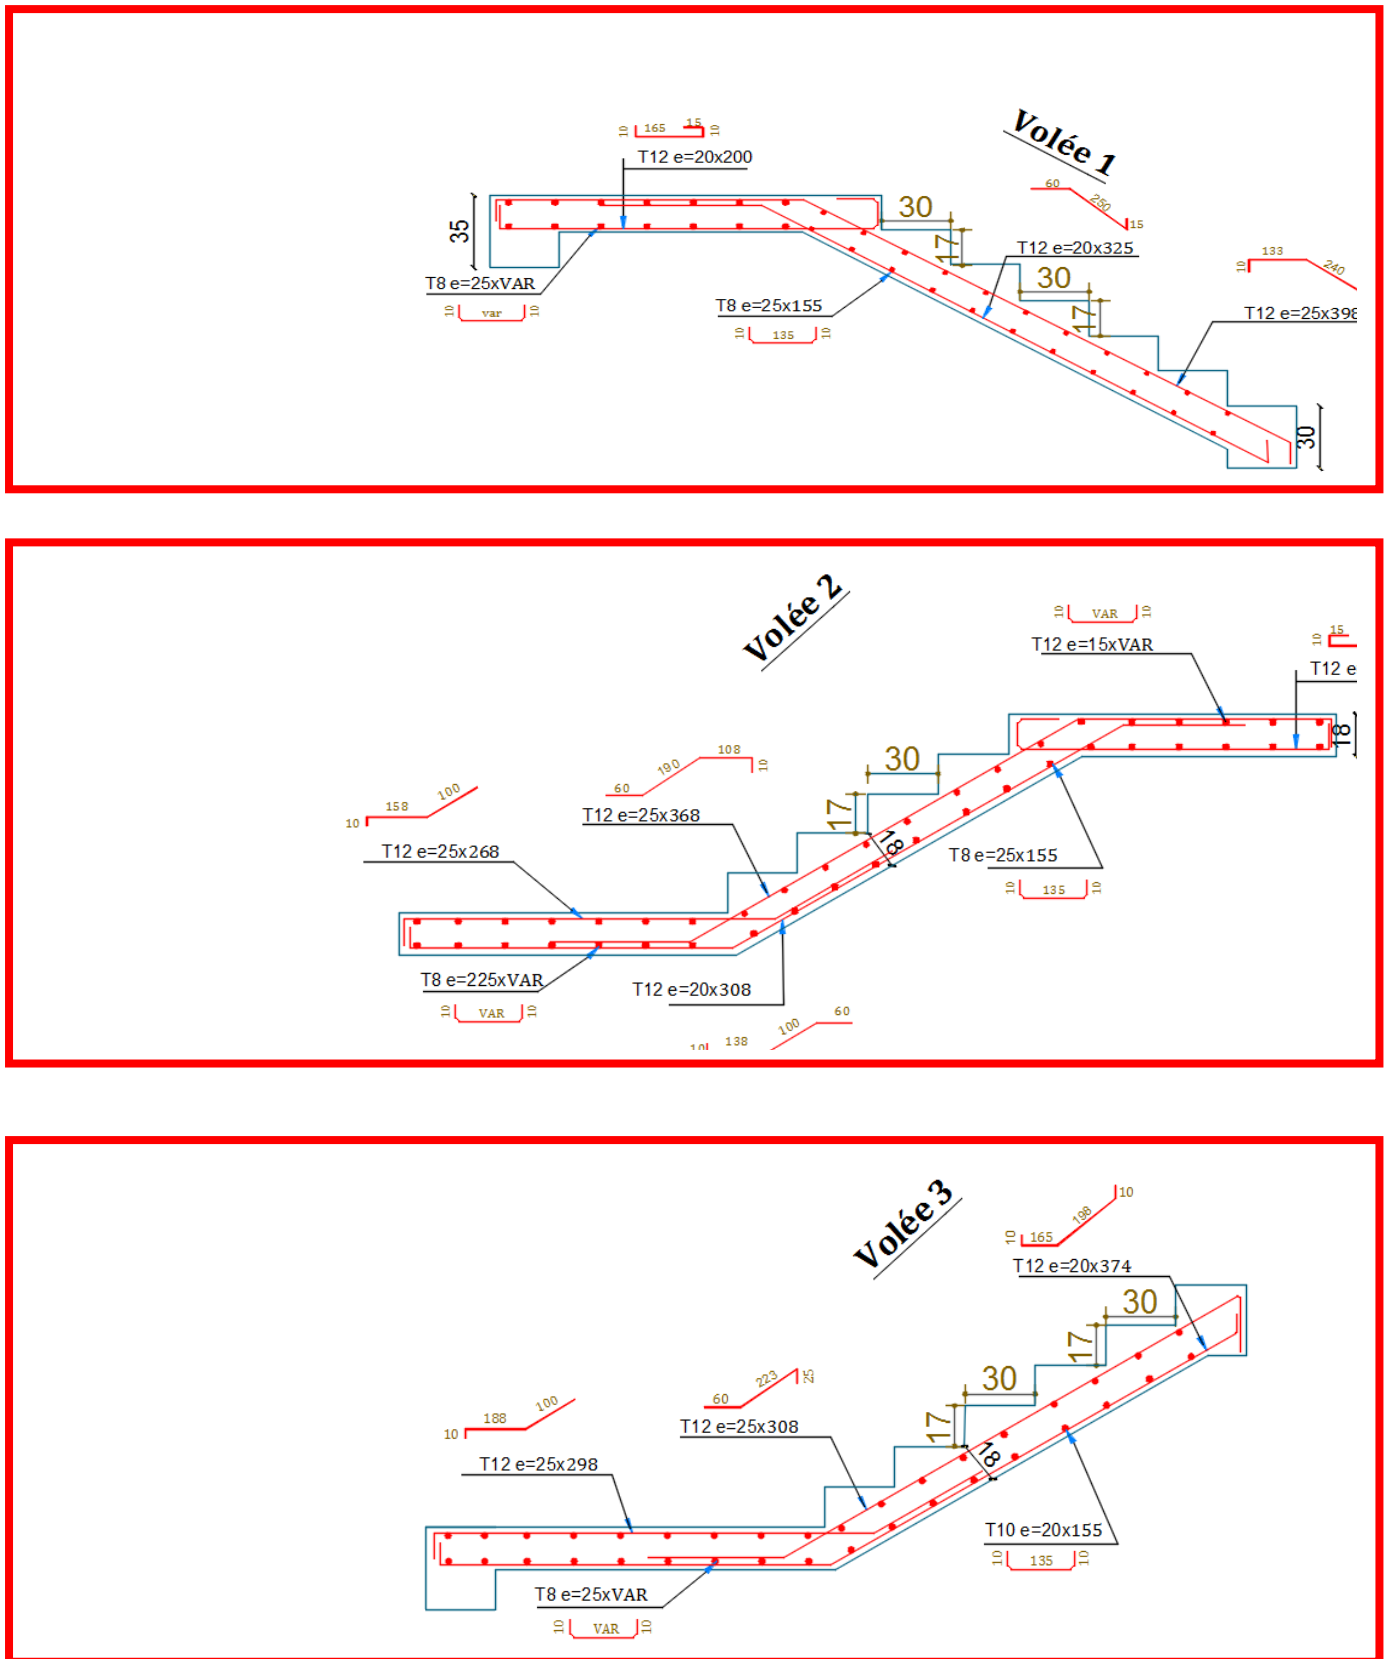 Volée 1
10 165 15 10
T12 e=20x200
60 250 15
35
30
17
T12 e=20x325
10 133 240
T8 e=25xVAR
10 var 10
T8 e=25x155
10 135 10
30
17
T12 e=25x398
30
Volée 2
10 VAR 10
T12 e=15xVAR
15
10
T12 e
18
60 190 108 10
30
10 158 100
T12 e=25x368
17
18
T12 e=25x268
T8 e=25x155
10 135 10
T8 e=225xVAR
10 VAR 10
T12 e=20x308
10 138 100 60
Volée 3
10 165 198 10
T12 e=20x374
30
17
60 223 25
30
10 188 100
T12 e=25x308
17
18
T12 e=25x298
T10 e=20x155
10 135 10
T8 e=25xVAR
10 VAR 10